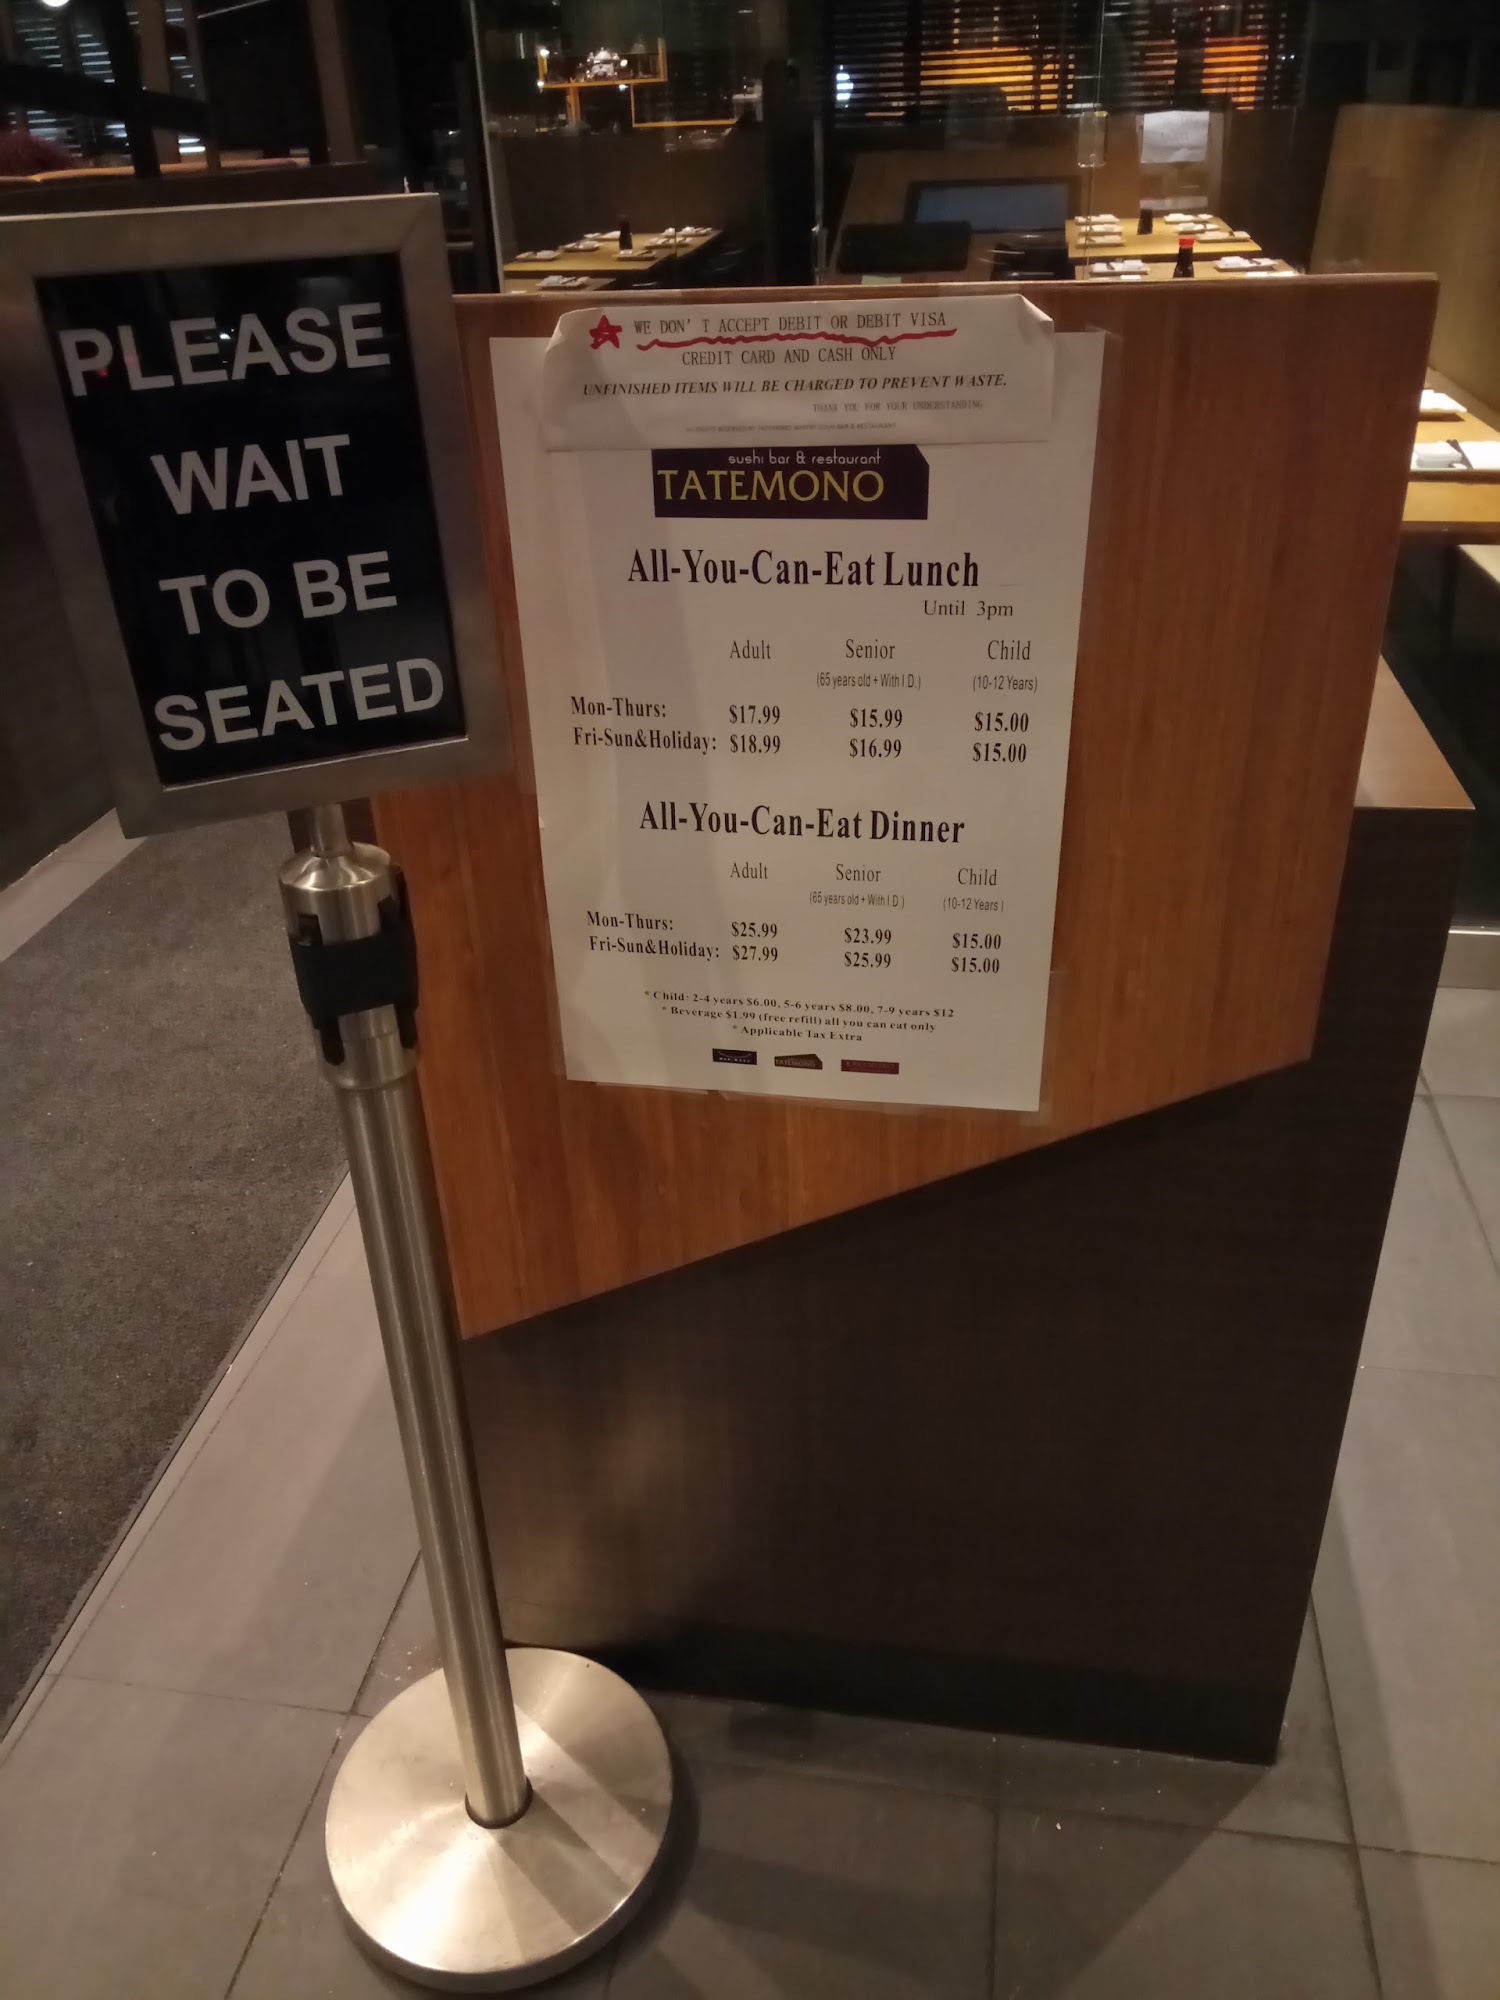 PLEASE
WAIT
TO BE
SEATED
WE DON'T ACCEPT DEBIT OR DEBIT VISA
CREDIT CARD AND CASH ONLY
UNFINISHED ITEMS WILL BE CHARGED TO PREVENT WASTE.
THANK YOU FOR YOUR UNDERSTANDING
sushi bar & restaurant
TATEMONO
All-You-Can-Eat Lunch
Until 3pm
Adult Senior Child
(65 years old + With I.D.) (10-12 Years)
Mon-Thurs: $17.99 $15.99 $15.00
Fri-Sun&Holiday: $18.99 $16.99 $15.00
All-You-Can-Eat Dinner
Adult Senior Child
(65 years old + With I.D.) (10-12 Years)
Mon-Thurs: $25.99 $23.99 $15.00
Fri-Sun&Holiday: $27.99 $25.99 $15.00
* Child: 2-4 years $6.00, 5-6 years $8.00, 7-9 years $12
* Beverage $1.99 (free refill) all you can eat only
* Applicable Tax Extra
TATEMONO